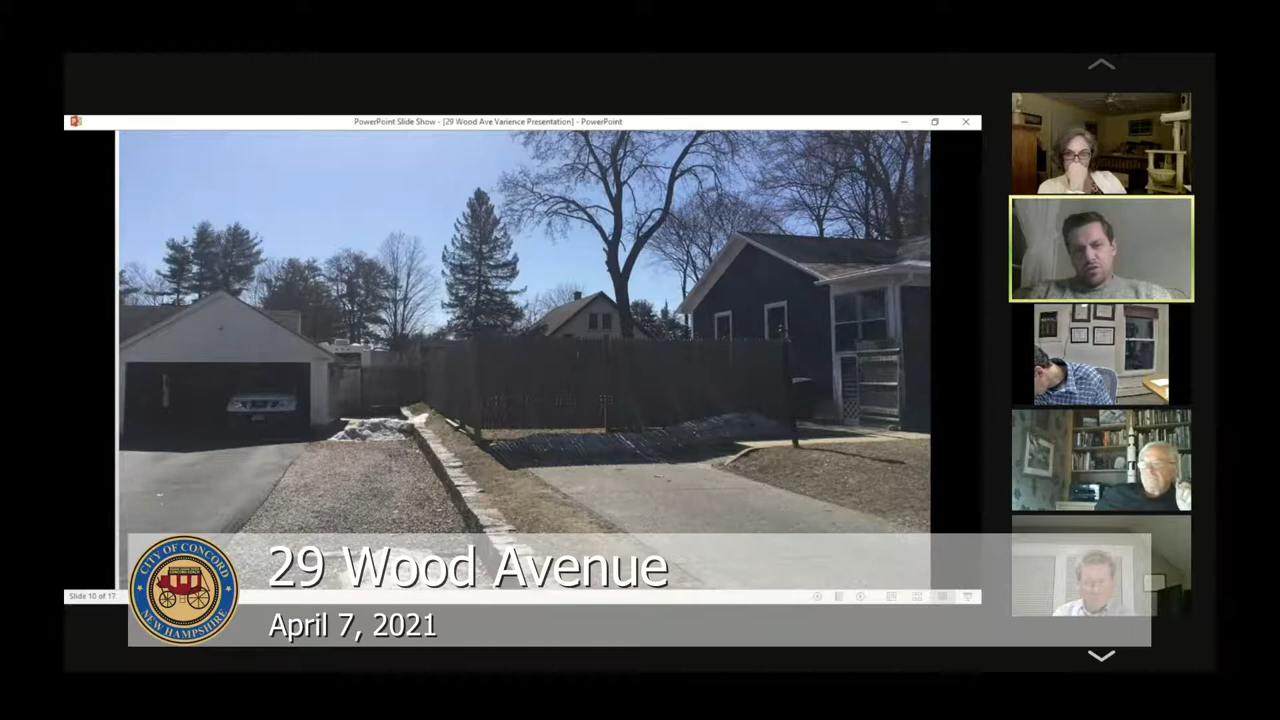 PowerPoint Slide Show - [29 Wood Ave Varience Presentation] - PowerPoint
29 Wood Avenue
April 7, 2021
CITY OF CONCORD
NEW HAMPSHIRE
Slide 10 of 17